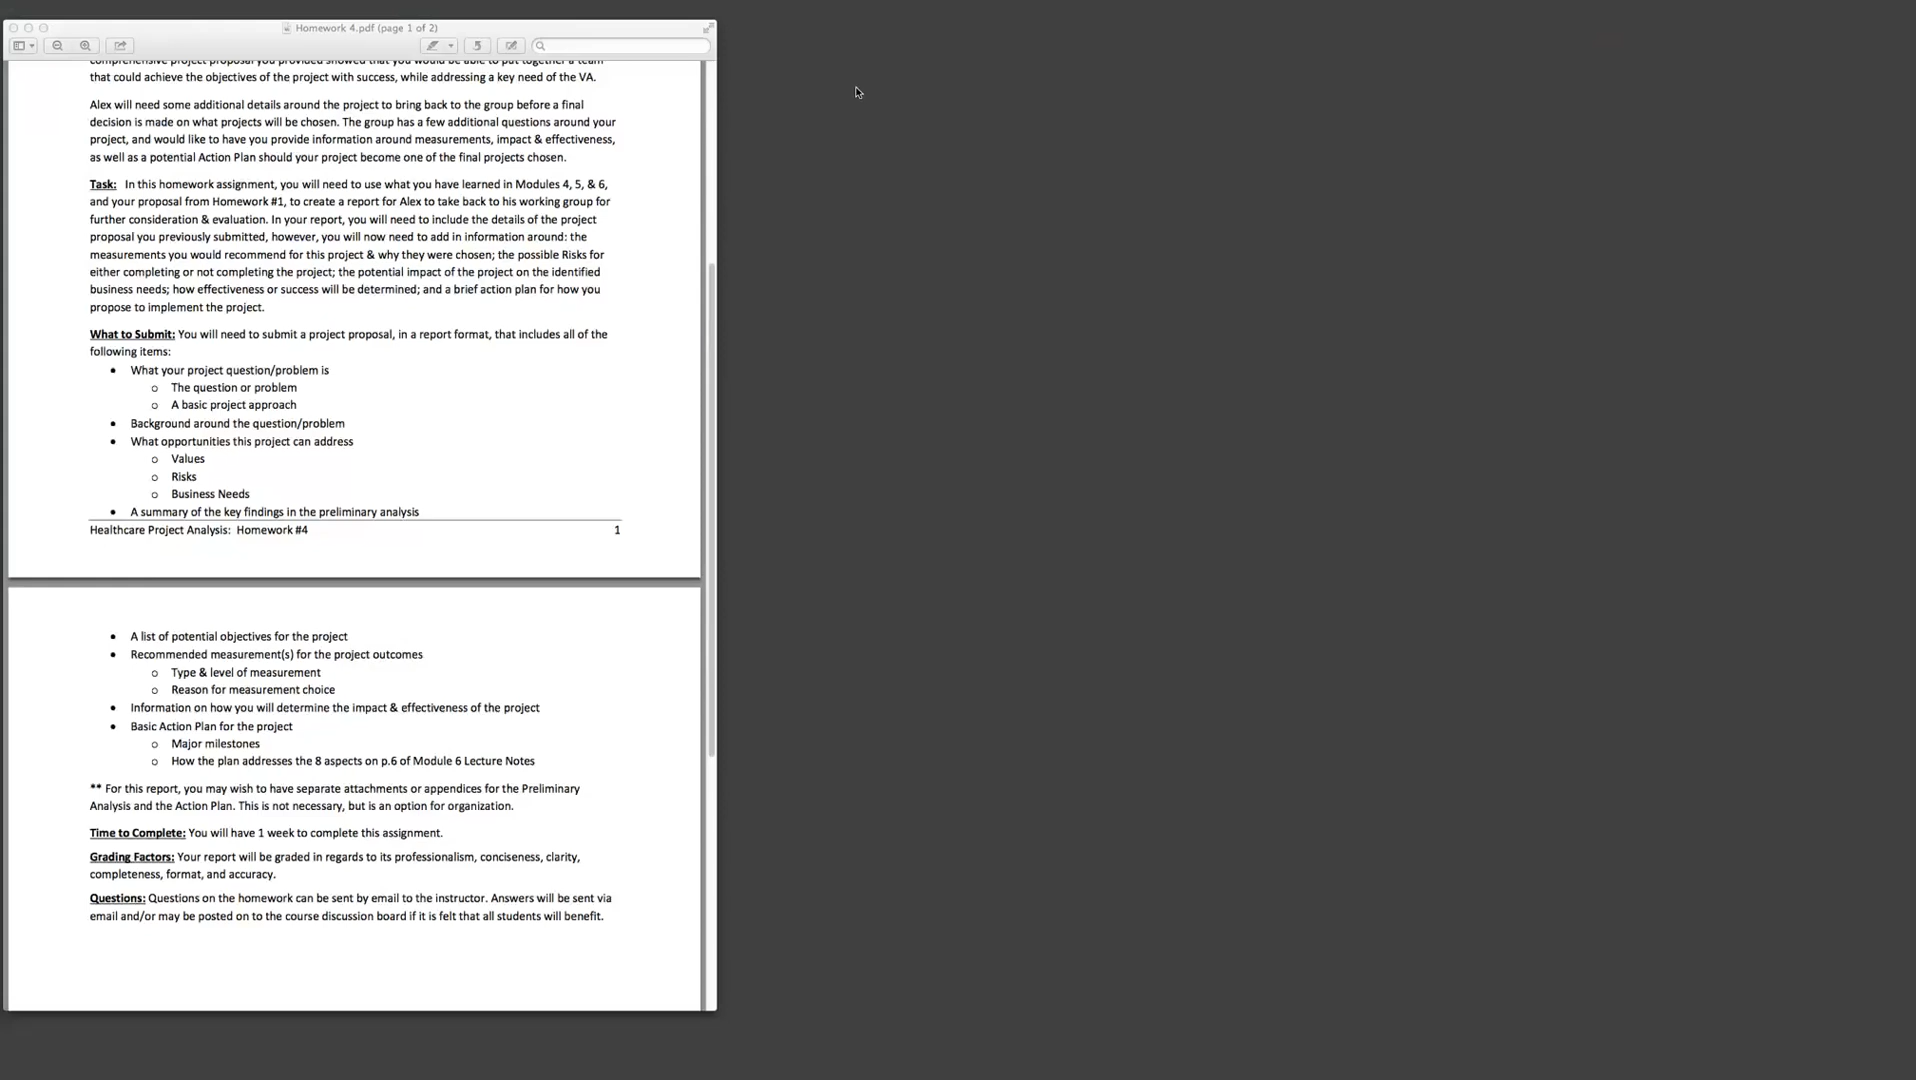 Homework 4.pdf (page 1 of 2)
comprehensive project proposal you provided showed that you would be able to put together a team
that could achieve the objectives of the project with success, while addressing a key need of the VA.
Alex will need some additional details around the project to bring back to the group before a final
decision is made on what projects will be chosen. The group has a few additional questions around your
project, and would like to have you provide information around measurements, impact & effectiveness,
as well as a potential Action Plan should your project become one of the final projects chosen.
Task: In this homework assignment, you will need to use what you have learned in Modules 4, 5, & 6,
and your proposal from Homework #1, to create a report for Alex to take back to his working group for
further consideration & evaluation. In your report, you will need to include the details of the project
proposal you previously submitted, however, you will now need to add in information around: the
measurements you would recommend for this project & why they were chosen; the possible Risks for
either completing or not completing the project; the potential impact of the project on the identified
business needs; how effectiveness or success will be determined; and a brief action plan for how you
propose to implement the project.
What to Submit: You will need to submit a project proposal, in a report format, that includes all of the
following items:
• What your project question/problem is
o The question or problem
o A basic project approach
• Background around the question/problem
• What opportunities this project can address
o Values
o Risks
o Business Needs
• A summary of the key findings in the preliminary analysis
Healthcare Project Analysis: Homework #4 1
• A list of potential objectives for the project
• Recommended measurement(s) for the project outcomes
o Type & level of measurement
o Reason for measurement choice
• Information on how you will determine the impact & effectiveness of the project
• Basic Action Plan for the project
o Major milestones
o How the plan addresses the 8 aspects on p.6 of Module 6 Lecture Notes
** For this report, you may wish to have separate attachments or appendices for the Preliminary
Analysis and the Action Plan. This is not necessary, but is an option for organization.
Time to Complete: You will have 1 week to complete this assignment.
Grading Factors: Your report will be graded in regards to its professionalism, conciseness, clarity,
completeness, format, and accuracy.
Questions: Questions on the homework can be sent by email to the instructor. Answers will be sent via
email and/or may be posted on to the course discussion board if it is felt that all students will benefit.